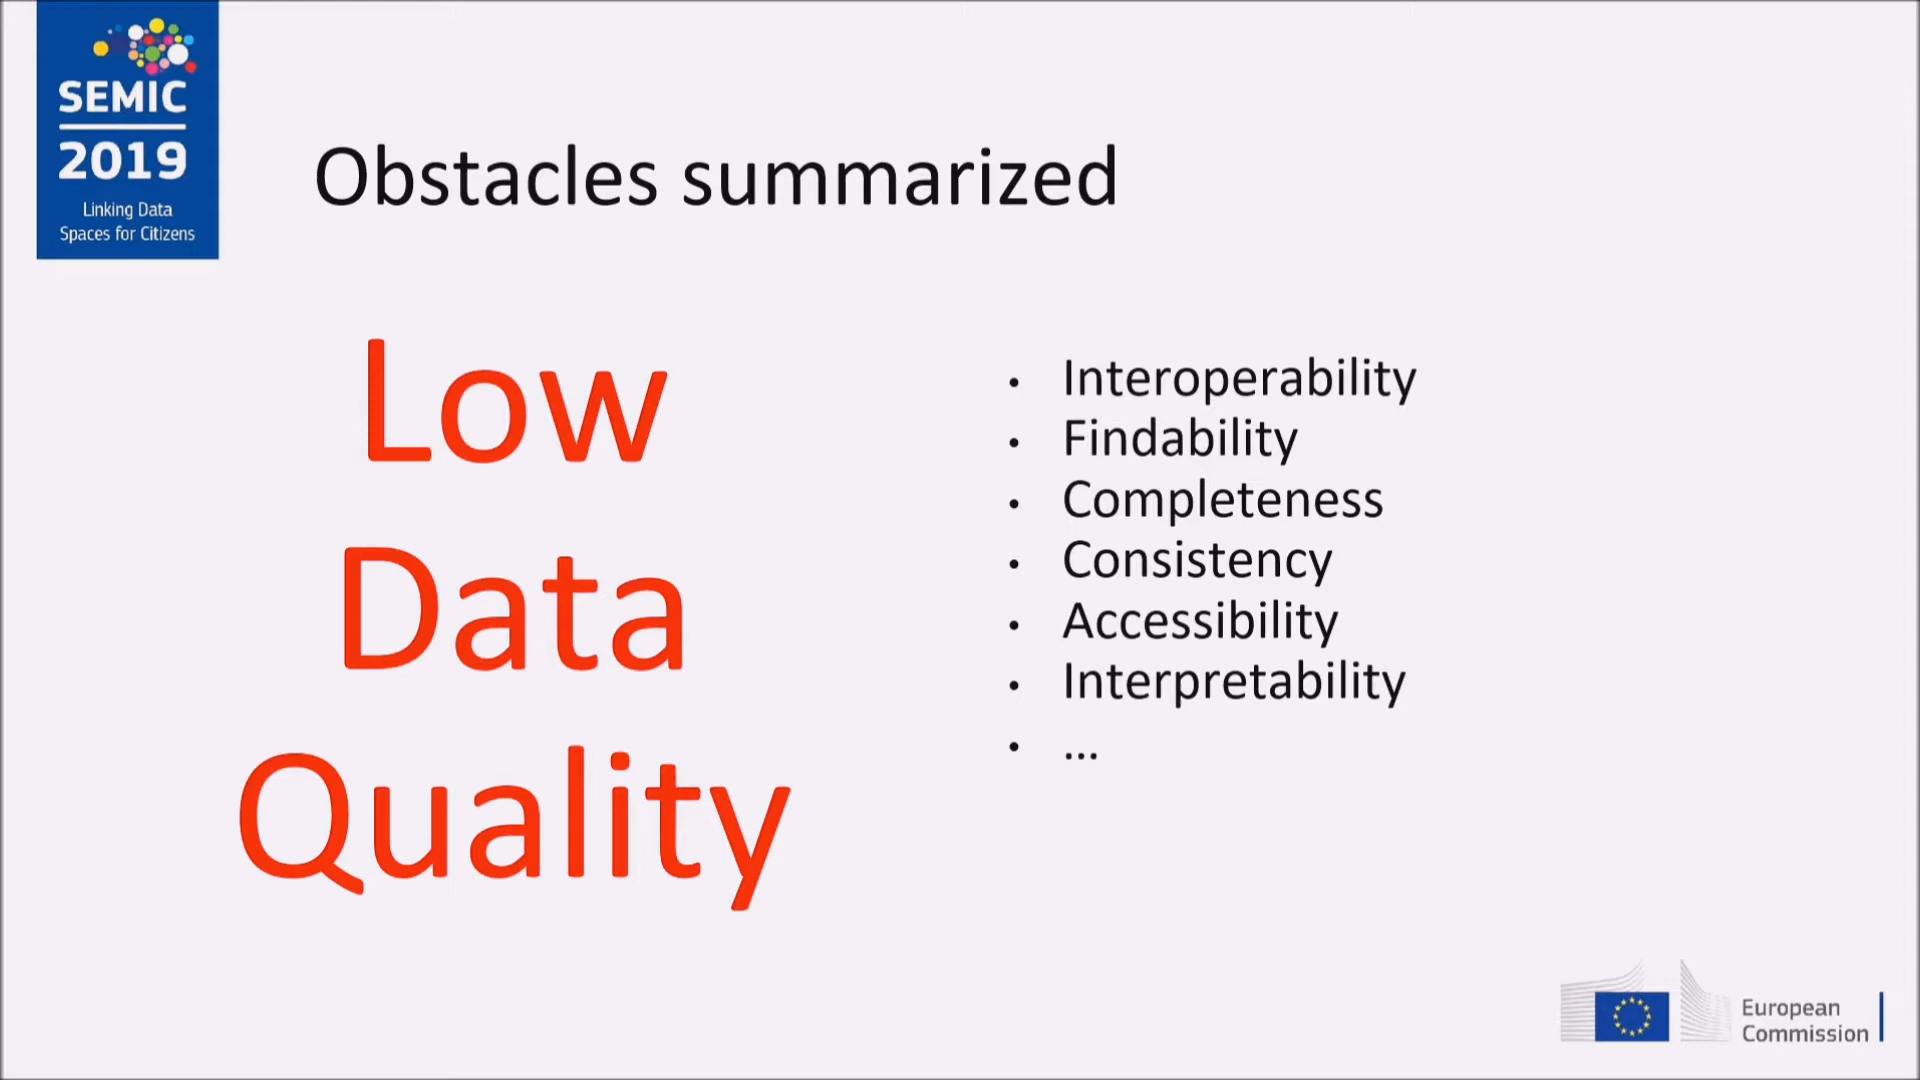 SEMIC
2019
Linking Data
Spaces for Citizens
Obstacles summarized
Low
Data
Quality
• Interoperability
• Findability
• Completeness
• Consistency
• Accessibility
• Interpretability
• ...
European
Commission